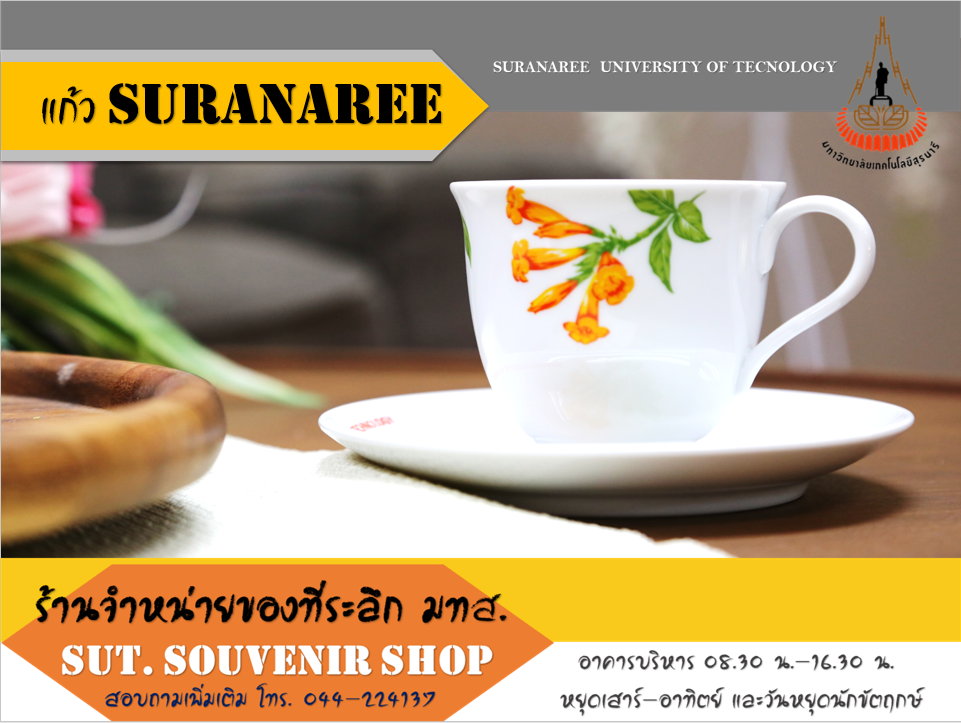 แก้ว SURANAREE
SURANAREE UNIVERSITY OF TECNOLOGY
มหาวิทยาลัยเทคโนโลยีสุรนารี
ร้านจำหน่ายของที่ระลึก มทส.
SUT. SOUVENIR SHOP
สอบถามเพิ่มเติม โทร. 044-224137
อาคารบริหาร 08.30 น.-16.30 น.
หยุดเสาร์-อาทิตย์ และวันหยุดนักขัตฤกษ์